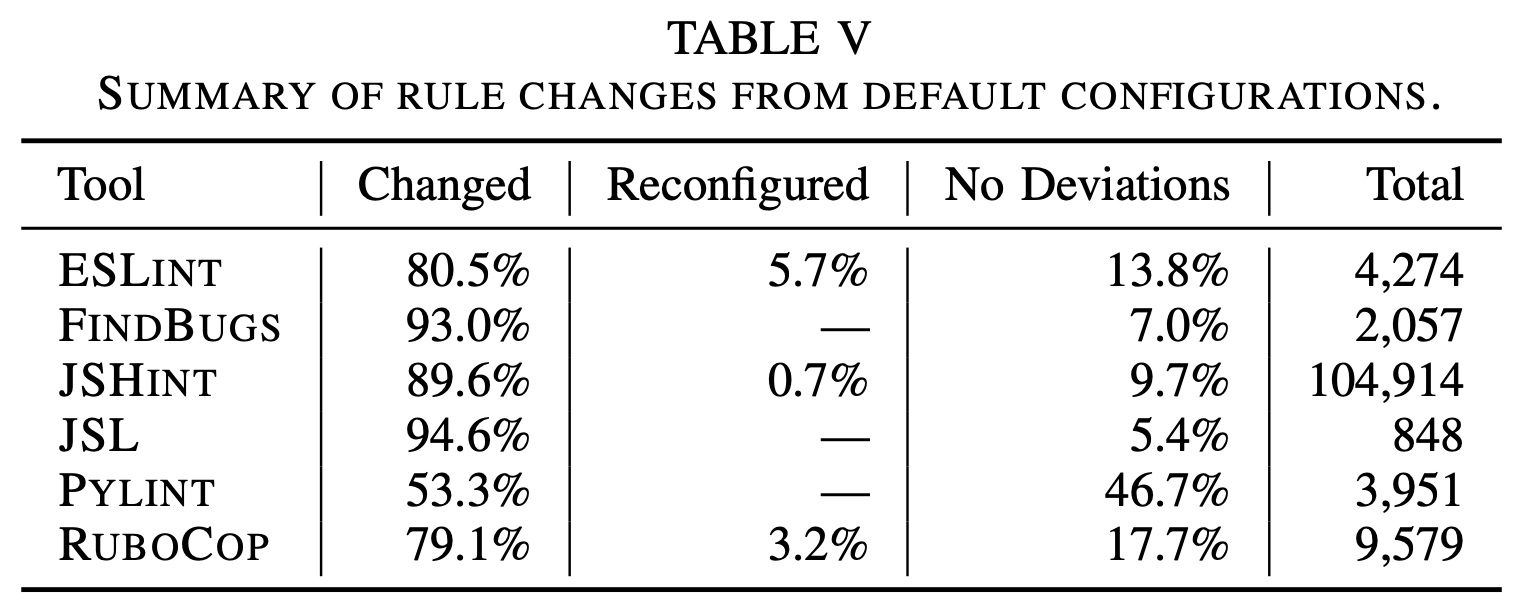 TABLE V
SUMMARY OF RULE CHANGES FROM DEFAULT CONFIGURATIONS.
Tool Changed Reconfigured No Deviations Total
ESLINT 80.5% 5.7% 13.8% 4,274
FINDBUGS 93.0% — 7.0% 2,057
JSHINT 89.6% 0.7% 9.7% 104,914
JSL 94.6% — 5.4% 848
PYLINT 53.3% — 46.7% 3,951
RUBOCOP 79.1% 3.2% 17.7% 9,579